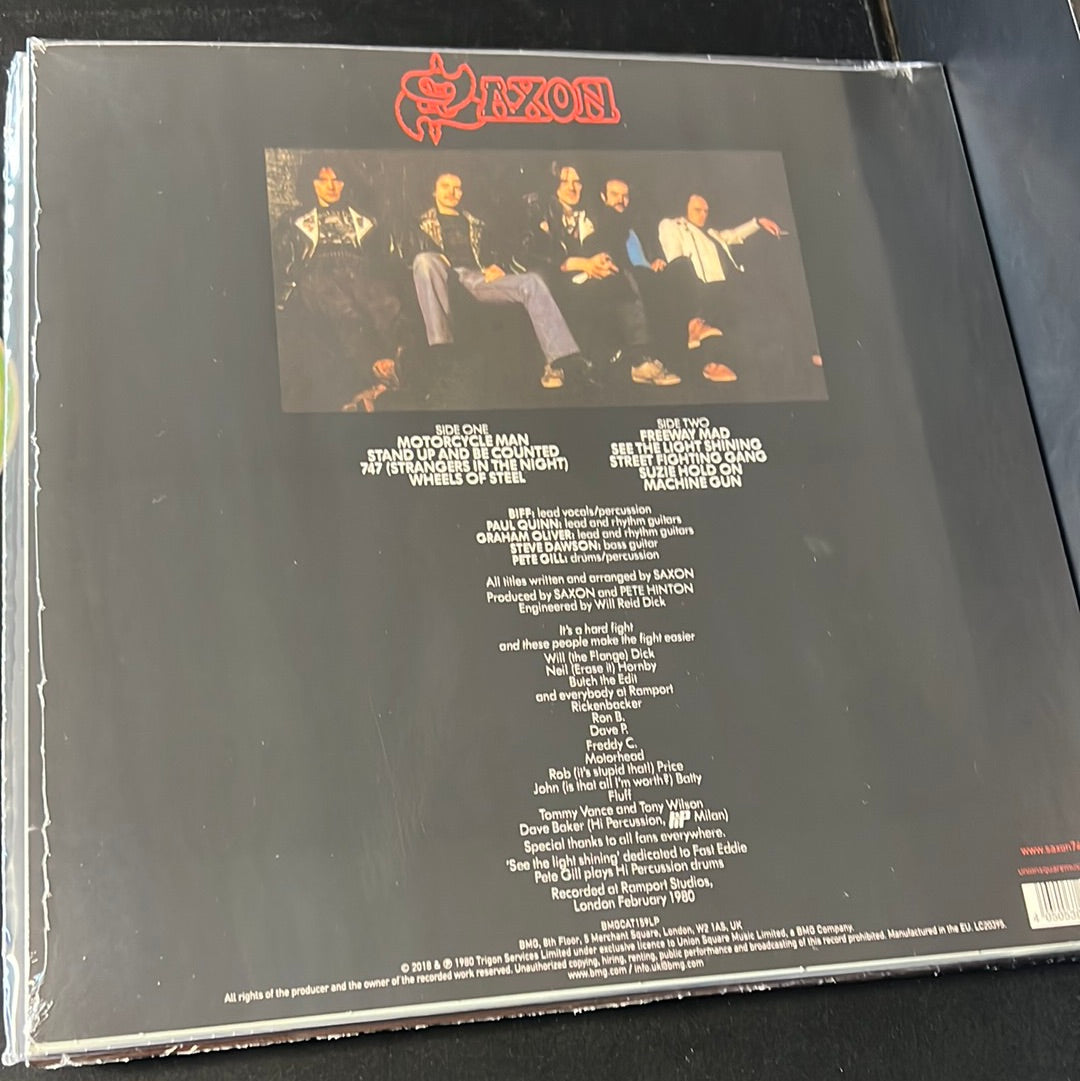 SAXON
SIDE ONE
MOTORCYCLE MAN
STAND UP AND BE COUNTED
747 (STRANGERS IN THE NIGHT)
WHEELS OF STEEL
SIDE TWO
FREEWAY MAD
SEE THE LIGHT SHINING
STREET FIGHTING GANG
SUZIE HOLD ON
MACHINE GUN
BIFF: lead vocals/percussion
PAUL QUINN: lead and rhythm guitars
GRAHAM OLIVER: lead and rhythm guitars
STEVE DAWSON: bass guitar
PETE GILL: drums/percussion
All titles written and arranged by SAXON
Produced by SAXON and PETE HINTON
Engineered by Will Reid Dick
It's a hard fight
and these people make the fight easier
Will (the Flange) Dick
Neil (Erase it) Hornby
Butch the Edit
and everybody at Ramport
Rickenbacker
Ron B.
Dave P.
Freddy C.
Motorhead
Rob (it's stupid that!) Price
John (is that all I'm worth?) Batty
Fluff
Tommy Vance and Tony Wilson
Dave Baker (Hi Percussion, HP Milan)
Special thanks to all fans everywhere.
'See the light shining' dedicated to Fast Eddie
Pete Gill plays Hi Percussion drums
Recorded at Ramport Studios,
London February 1980
BMGCAT159LP
BMG, 8th Floor, 5 Merchant Square, London, W2 1AS, UK
© 2018 & ℗ 1980 Trigon Services Limited under exclusive licence to Union Square Music Limited, a BMG Company.
All rights of the producer and the owner of the recorded work reserved. Unauthorized copying, hiring, renting, public performance and broadcasting of this record prohibited. Manufactured in the EU. LC20395.
www.bmg.com / info.uk@bmg.com
www.saxon74
unionsquaremus
4 050538